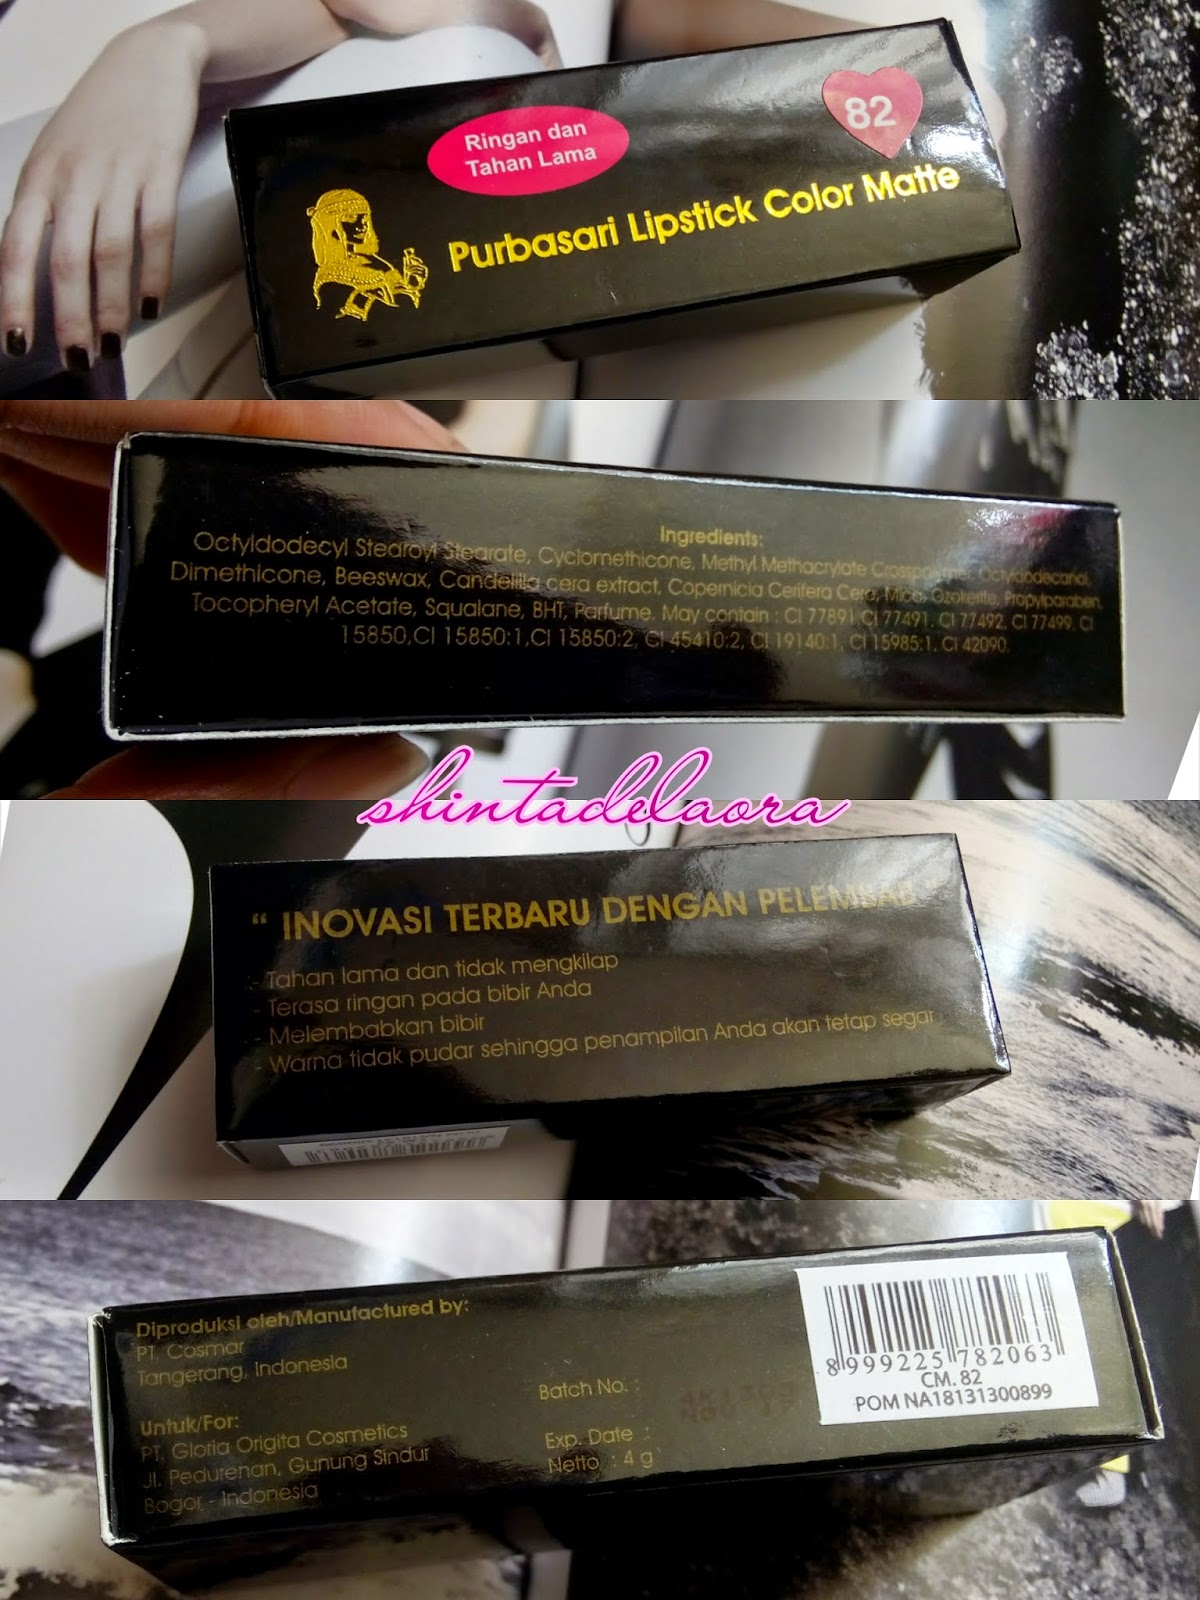 Ringan dan
Tahan Lama
82
Purbasari Lipstick Color Matte
Ingredients:
Octyldodecyl Stearoyl Stearate, Cyclomethicone, Methyl Methacrylate Octyldodecanol,
Dimethicone, Beeswax, Candelilla cera extract, Copernicia Cerifera Cera, Mica, Ozokerite, Propylparaben,
Tocopheryl Acetate, Squalane, BHT, Parfume. May contain : CI 77891, CI 77491, CI 77492, CI 77499, CI
15850,CI 15850:1,CI 15850:2, CI 45410:2, CI 19140:1, CI 15985:1, CI 42090.
shintadelaora
“ INOVASI TERBARU DENGAN PELEMBAB
- Tahan lama dan tidak mengkilap
- Terasa ringan pada bibir Anda
- Melembabkan bibir
- Warna tidak pudar sehingga penampilan Anda akan tetap segar
Diproduksi oleh/Manufactured by:
PT. Cosmar
Tangerang, Indonesia
Untuk/For:
PT. Gloria Origita Cosmetics
Jl. Pedurenan, Gunung Sindur
Bogor - Indonesia
Batch No. :
Exp. Date :
Netto : 4 g
8 999225 782063
CM. 82
POM NA18131300899